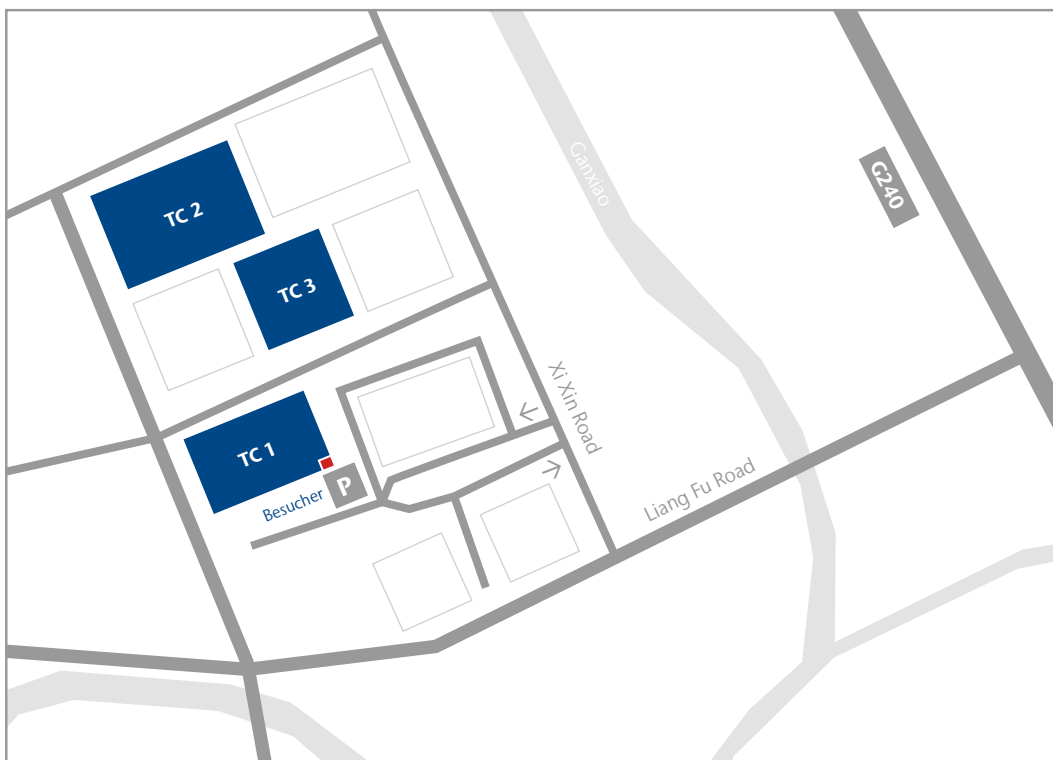 Ganxiao
G240
TC 2
TC 3
Xi Xin Road
TC 1
P
Besucher
Liang Fu Road